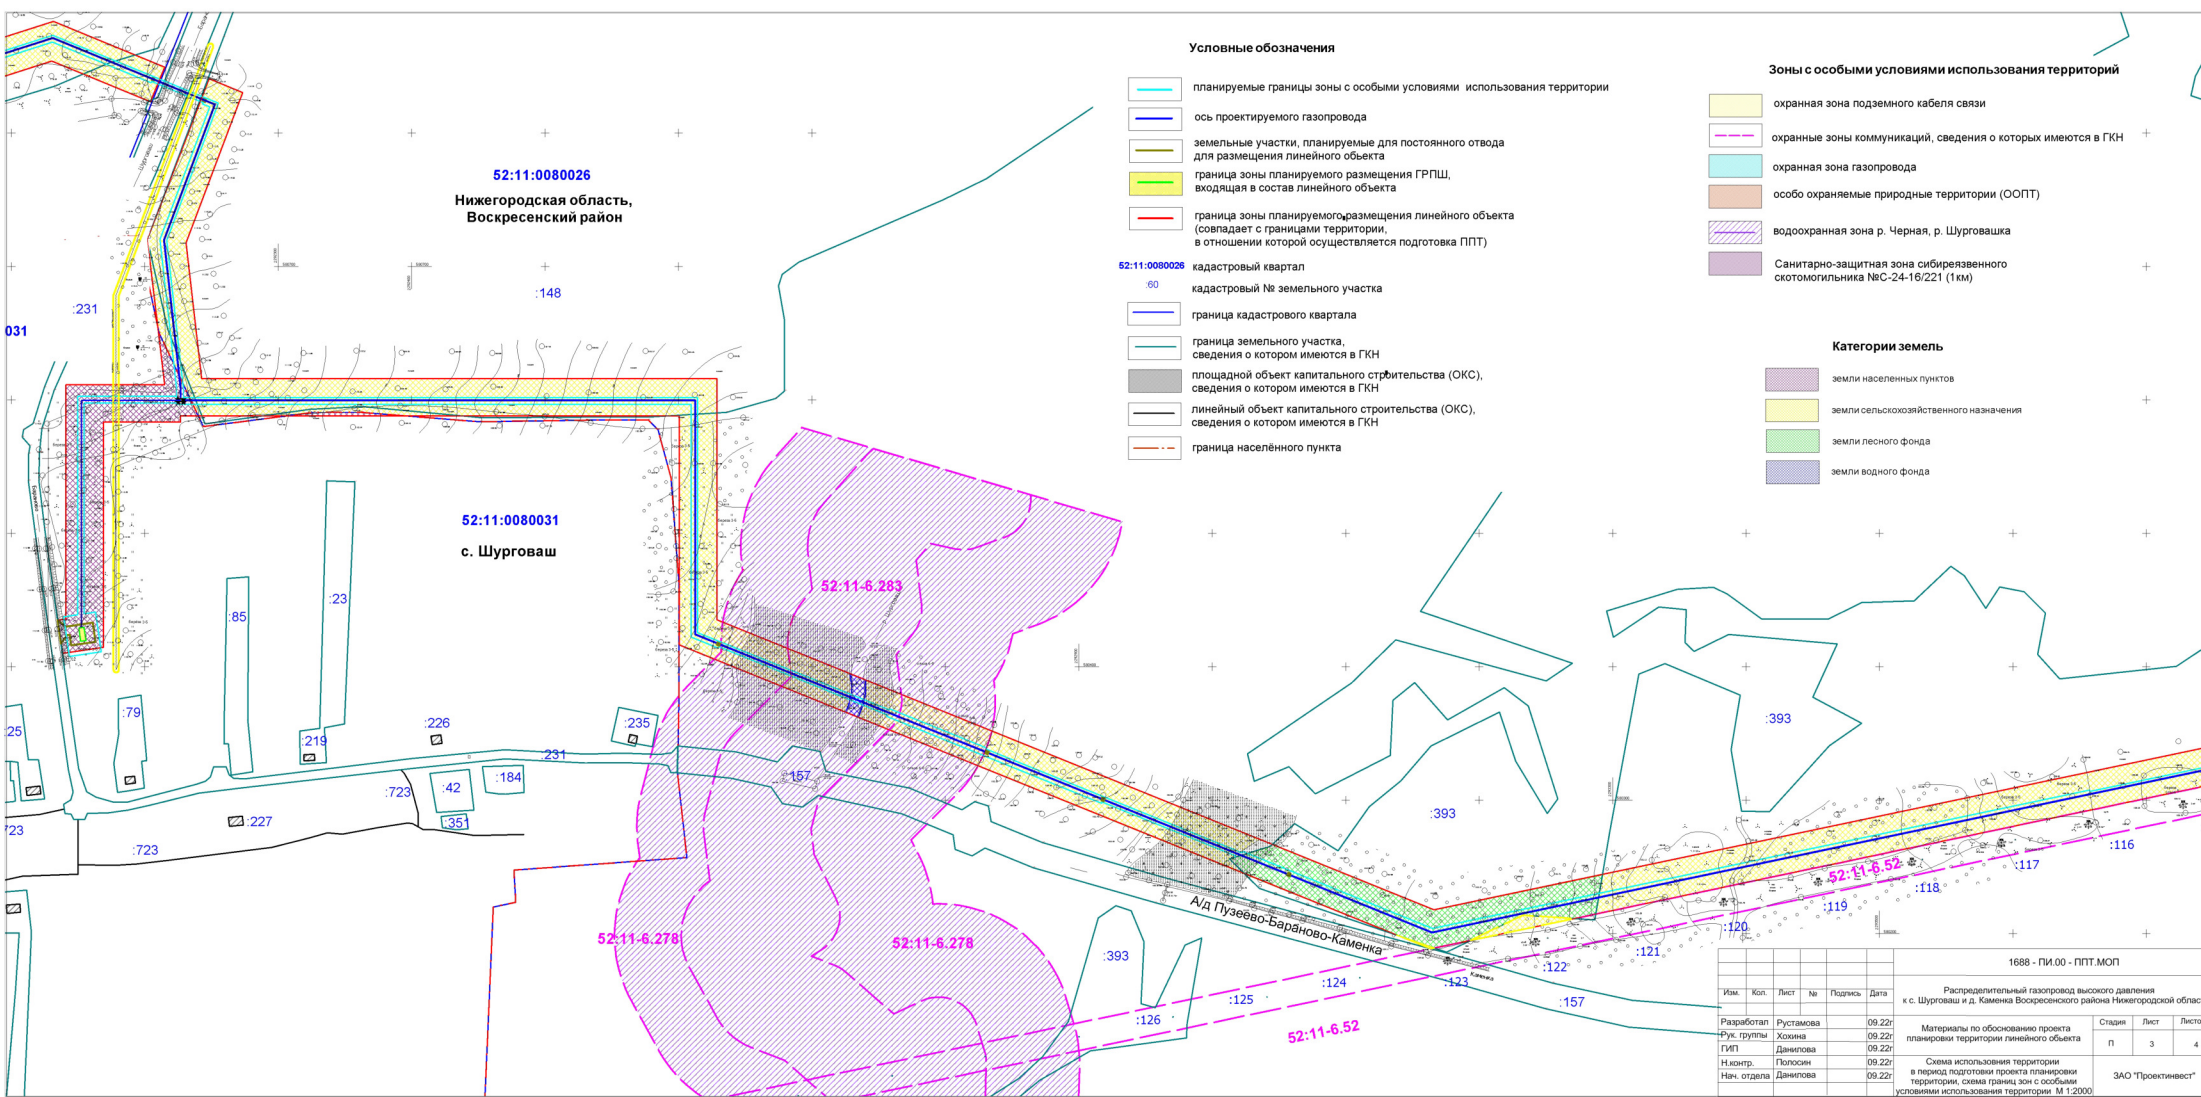 Условные обозначения
планируемые границы зоны с особыми условиями использования территории
ось проектируемого газопровода
земельные участки, планируемые для постоянного отвода
для размещения линейного обьекта
граница зоны планируемого размещения ГРПШ,
входящая в состав линейного объекта
граница зоны планируемого размещения линейного объекта
(совпадает с границами территории,
в отношении которой осуществляется подготовка ППТ)
52:11:0080026 кадастровый квартал
:60 кадастровый № земельного участка
граница кадастрового квартала
граница земельного участка,
сведения о котором имеются в ГКН
площадной объект капитального строительства (ОКС),
сведения о котором имеются в ГКН
линейный объект капитального строительства (ОКС),
сведения о котором имеются в ГКН
граница населённого пункта
Зоны с особыми условиями использования территорий
охранная зона подземного кабеля связи
охранные зоны коммуникаций, сведения о которых имеются в ГКН
охранная зона газопровода
особо охраняемые природные территории (ООПТ)
водоохранная зона р. Черная, р. Шурговашка
Санитарно-защитная зона сибиреязвенного
скотомогильника №С-24-16/221 (1км)
Категории земель
земли населенных пунктов
земли сельскохозяйственного назначения
земли лесного фонда
земли водного фонда
52:11:0080026
Нижегородская область,
Воскресенский район
:148
:231
031
52:11:0080031
с. Шурговаш
:23
:85
:79
:25
:219
:226
:235
:231
:42
:184
:351
:723
:227
:723
723
157
52:11-6.283
52:11-6.278
52:11-6.278
:393
:393
:393
А/д Пузеево-Бараново-Каменка
Каменка
52:11-6.52
52:11-6.52
:116
:117
:118
:119
:120
:121
:122
:123
:124
:125
:126
:157
1688 - ПИ.00 - ППТ.МОП
Изм. Кол. Лист № Подпись Дата
Распределительный газопровод высокого давления
к с. Шурговаш и д. Каменка Воскресенского района Нижегородской облас
Разработал Рустамова 09.22г
Рук. группы Хохина 09.22г
ГИП Данилова 09.22г
Н.контр. Полосин 09.22г
Нач. отдела Данилова 09.22г
Материалы по обоснованию проекта
планировки территории линейного обьекта
Стадия Лист Листо
П 3 4
Схема использовния территории
в период подготовки проекта планировки
территории, схема границ зон с особыми
условиями использования территории М 1:2000
ЗАО "Проектинвест"